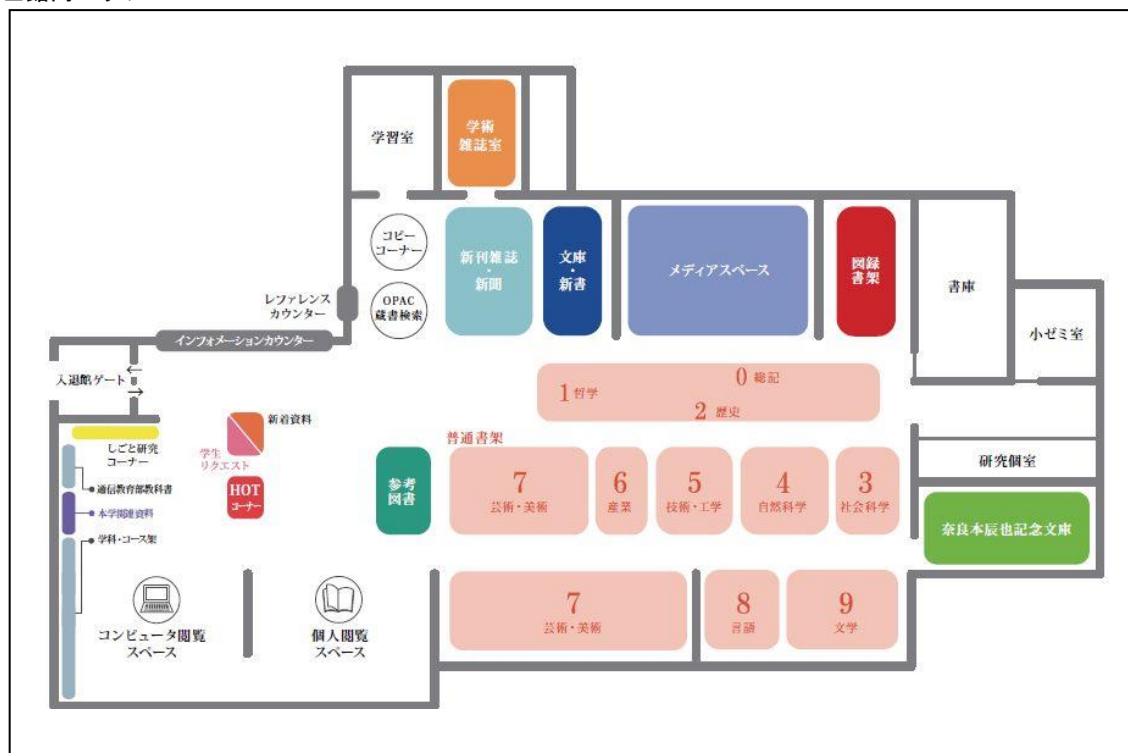 学習室
学術
雑誌室
コピー
コーナー
新刊雑誌
・
新聞
文庫
・
新書
メディアスペース
図録
書架
書庫
OPAC
蔵書検索
レファレンス
カウンター
小ゼミ室
インフォメーションカウンター
入退館ゲート
←
→
0 総記
1 哲学
2 歴史
新着資料
学生
リクエスト
しごと研究
コーナー
普通書架
HOT
コーナー
参考
図書
7
芸術・美術
6
産業
5
技術・工学
4
自然科学
3
社会科学
研究個室
通信教育部教科書
本学関連資料
学科・コース架
奈良本辰也記念文庫
コンピュータ閲覧
スペース
個人閲覧
スペース
7
芸術・美術
8
言語
9
文学